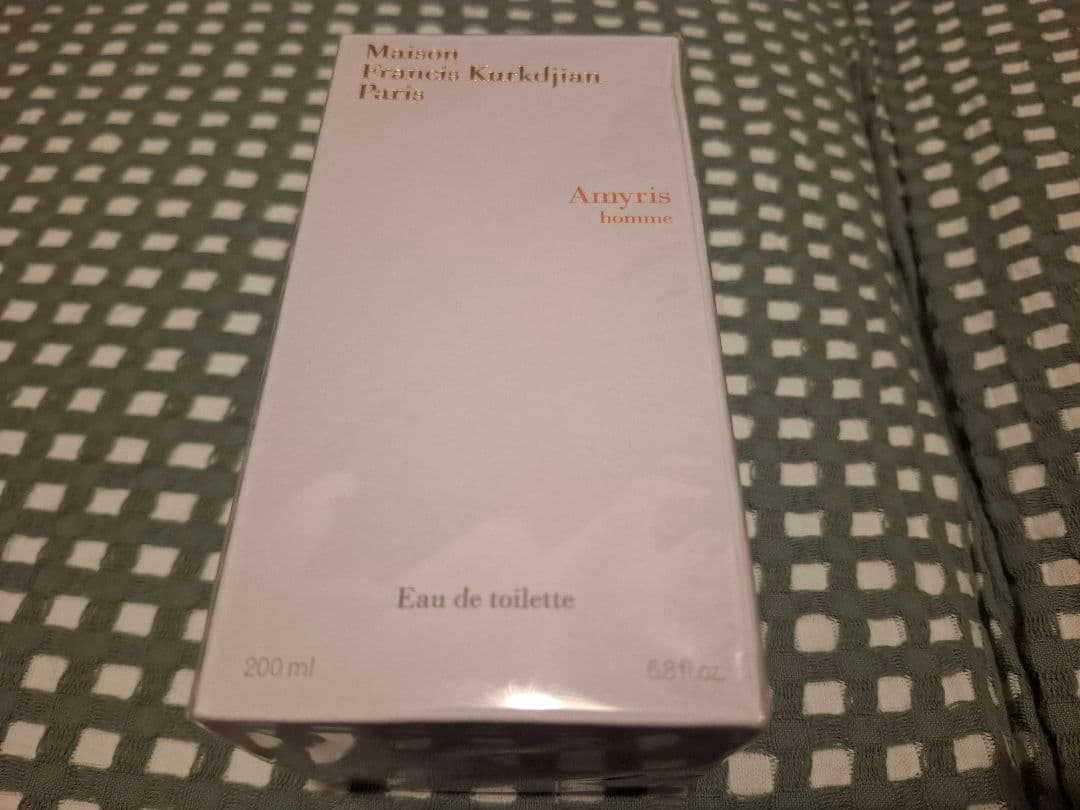 Maison
Francis Kurkdjian
Paris
Amyris
homme
Eau de toilette
200 ml
6.8 fl.oz.